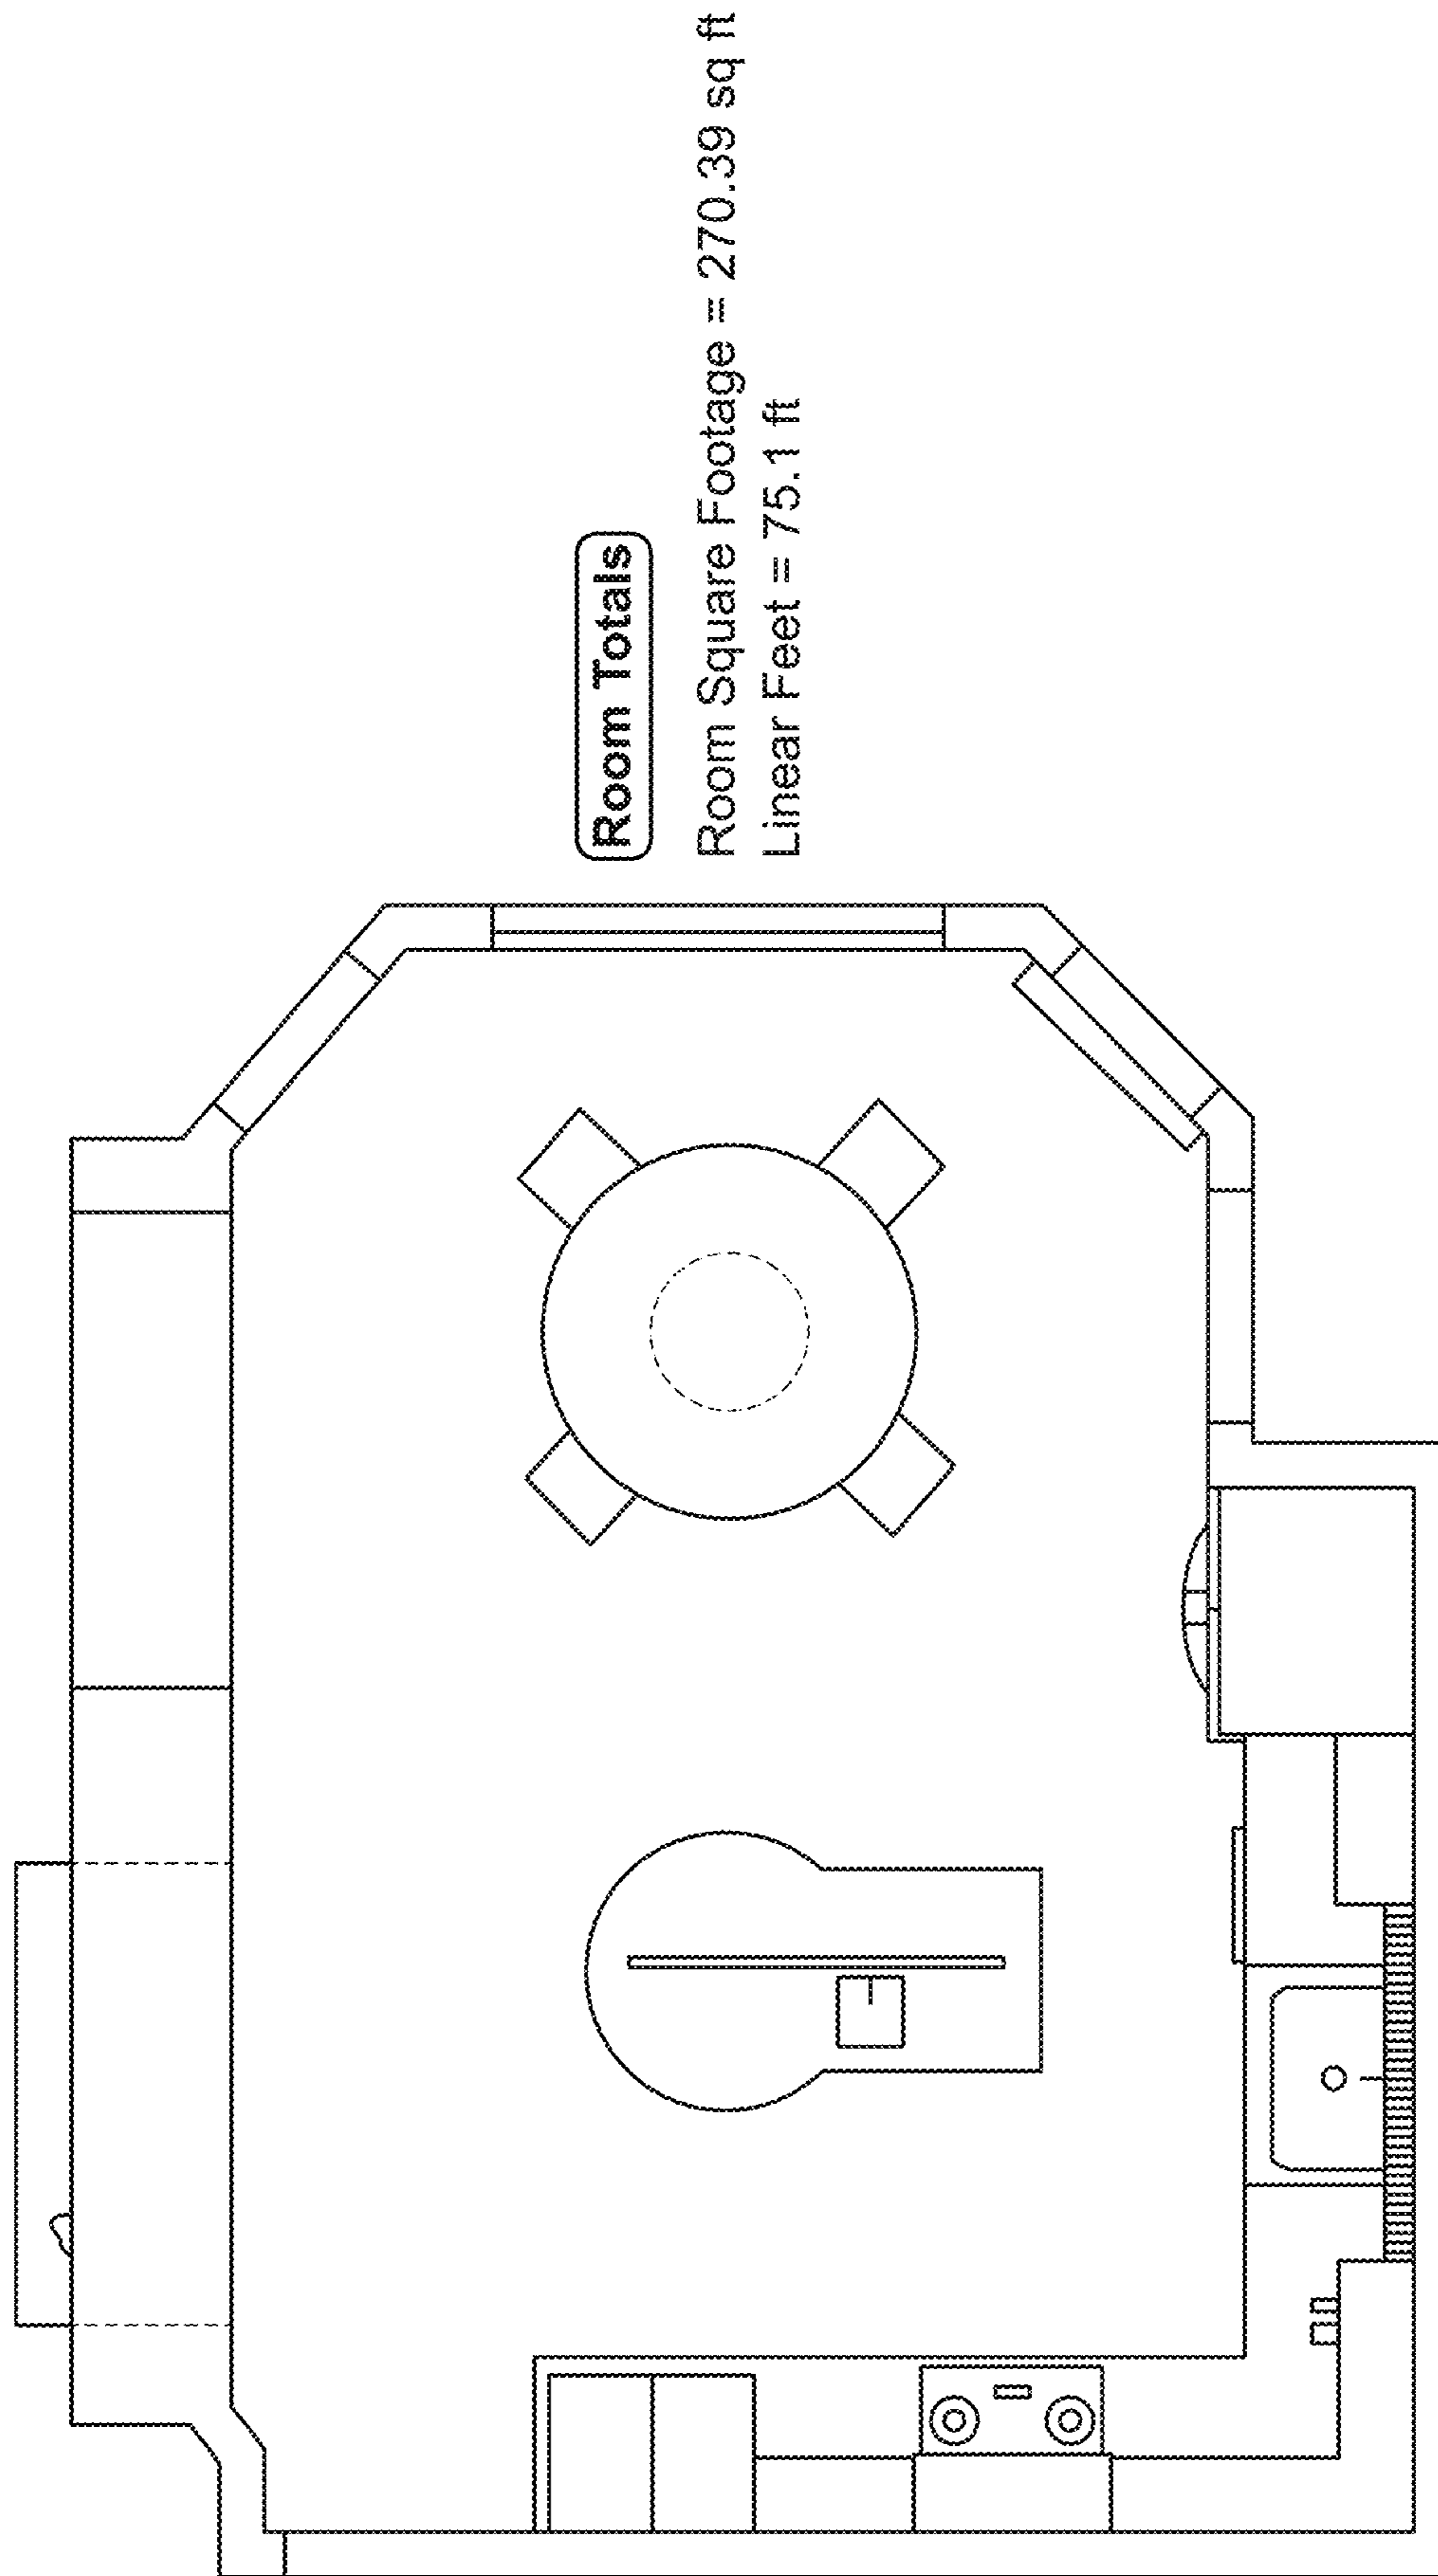 Room Totals
Room Square Footage = 270.39 sq ft
Linear Feet = 75.1 ft